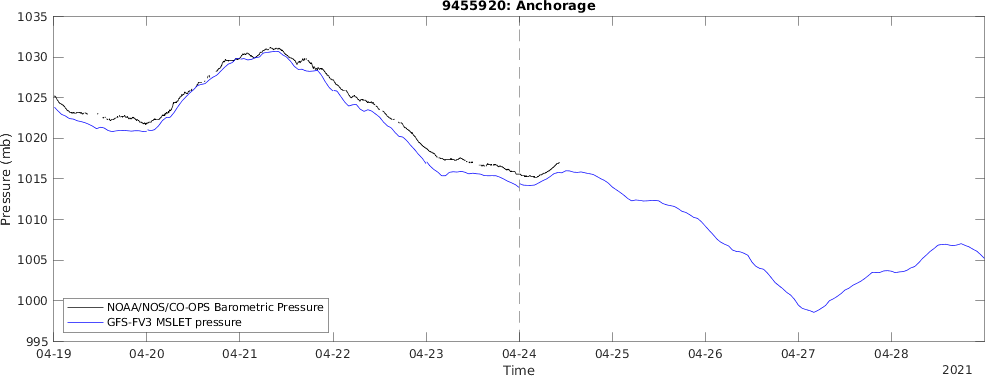 9455920: Anchorage
1035
1030
1025
1020
1015
1010
1005
1000
995
Pressure (mb)
NOAA/NOS/CO-OPS Barometric Pressure
GFS-FV3 MSLET pressure
04-19 04-20 04-21 04-22 04-23 04-24 04-25 04-26 04-27 04-28
Time
2021